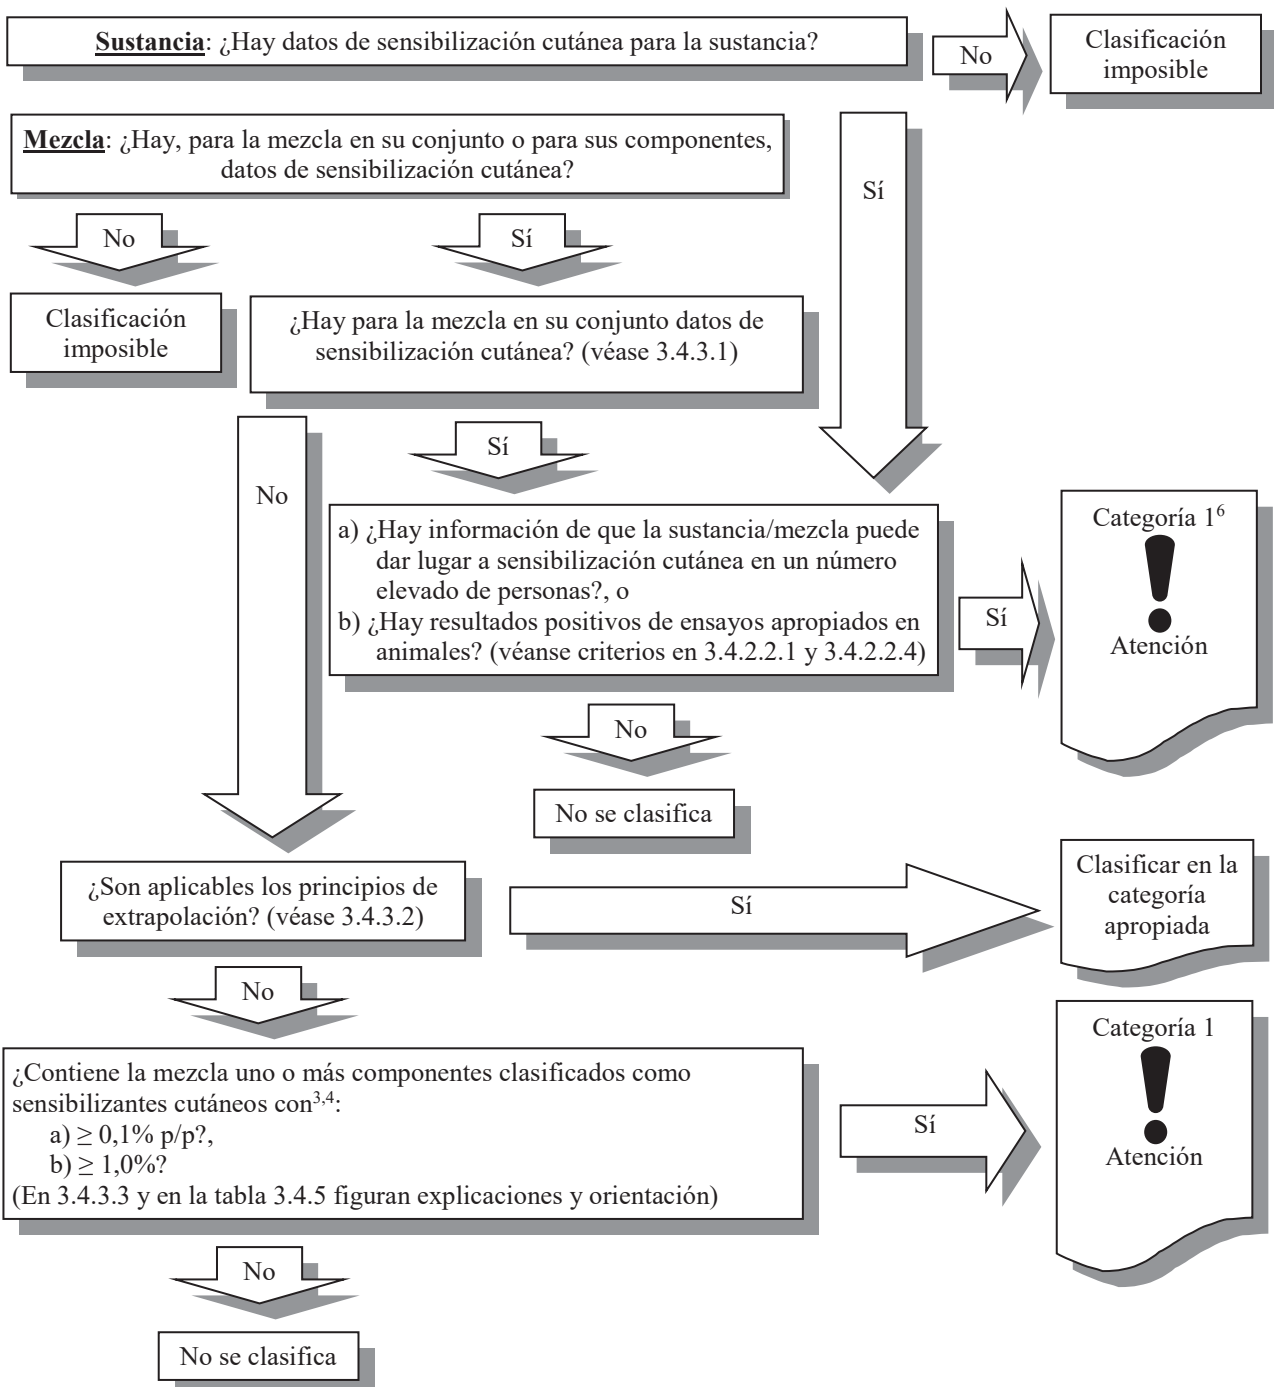 Sustancia: ¿Hay datos de sensibilización cutánea para la sustancia?
No
Clasificación
imposible
Mezcla: ¿Hay, para la mezcla en su conjunto o para sus componentes,
datos de sensibilización cutánea?
Sí
No
Sí
Clasificación
imposible
¿Hay para la mezcla en su conjunto datos de
sensibilización cutánea? (véase 3.4.3.1)
No
Sí
a) ¿Hay información de que la sustancia/mezcla puede
dar lugar a sensibilización cutánea en un número
elevado de personas?, o
b) ¿Hay resultados positivos de ensayos apropiados en
animales? (véanse criterios en 3.4.2.2.1 y 3.4.2.2.4)
Sí
Categoría 1⁶
Atención
No
No se clasifica
¿Son aplicables los principios de
extrapolación? (véase 3.4.3.2)
Sí
Clasificar en la
categoría
apropiada
No
¿Contiene la mezcla uno o más componentes clasificados como
sensibilizantes cutáneos con³,⁴:
a) ≥ 0,1% p/p?,
b) ≥ 1,0%?
(En 3.4.3.3 y en la tabla 3.4.5 figuran explicaciones y orientación)
Sí
Categoría 1
Atención
No
No se clasifica